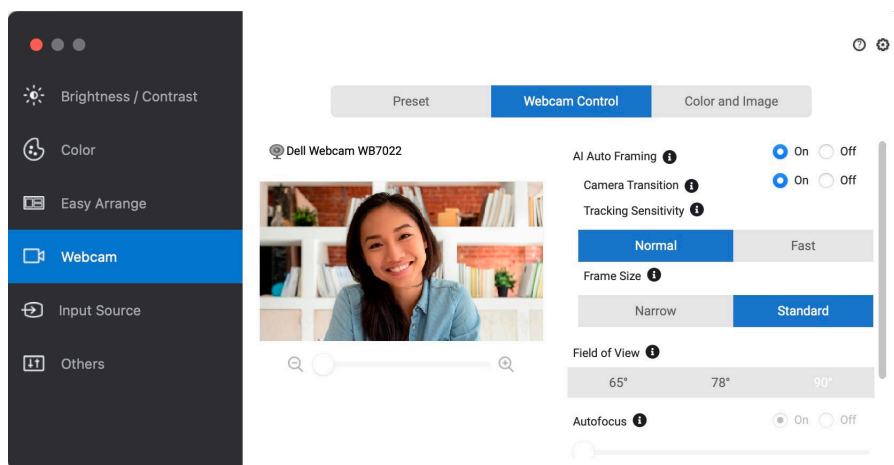 Brightness / Contrast
Color
Easy Arrange
Webcam
Input Source
Others
Preset
Webcam Control
Color and Image
Dell Webcam WB7022
AI Auto Framing
On Off
Camera Transition
On Off
Tracking Sensitivity
Normal Fast
Frame Size
Narrow Standard
Field of View
65° 78° 90°
Autofocus
On Off